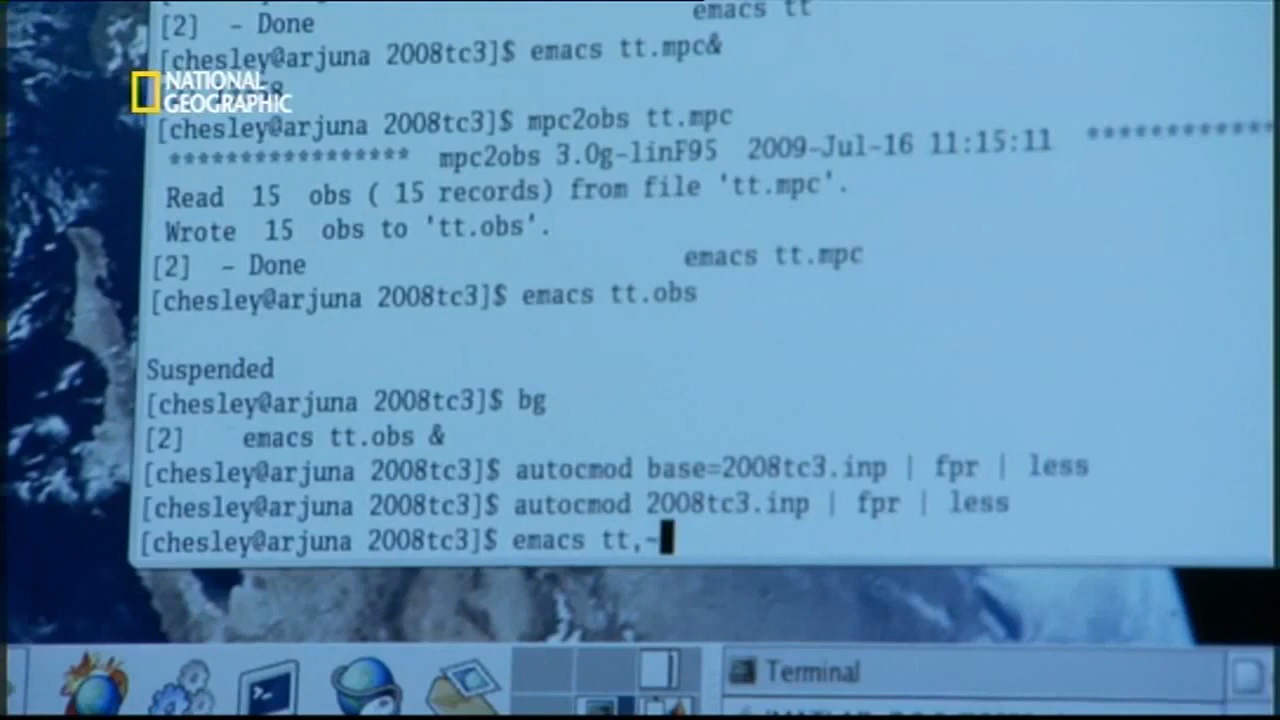 emacs tt
[2]  - Done
[chesley@arjuna 2008tc3]$ emacs tt.mpc&
NATIONAL
GEOGRAPHIC
[chesley@arjuna 2008tc3]$ mpc2obs tt.mpc
***************** mpc2obs 3.0g-linF95  2009-Jul-16 11:15:11  ************
Read  15  obs ( 15 records) from file 'tt.mpc'.
Wrote  15  obs to 'tt.obs'.
[2]  - Done                    emacs tt.mpc
[chesley@arjuna 2008tc3]$ emacs tt.obs
Suspended
[chesley@arjuna 2008tc3]$ bg
[2]    emacs tt.obs &
[chesley@arjuna 2008tc3]$ autocmod base=2008tc3.inp | fpr | less
[chesley@arjuna 2008tc3]$ autocmod 2008tc3.inp | fpr | less
[chesley@arjuna 2008tc3]$ emacs tt,~
Terminal